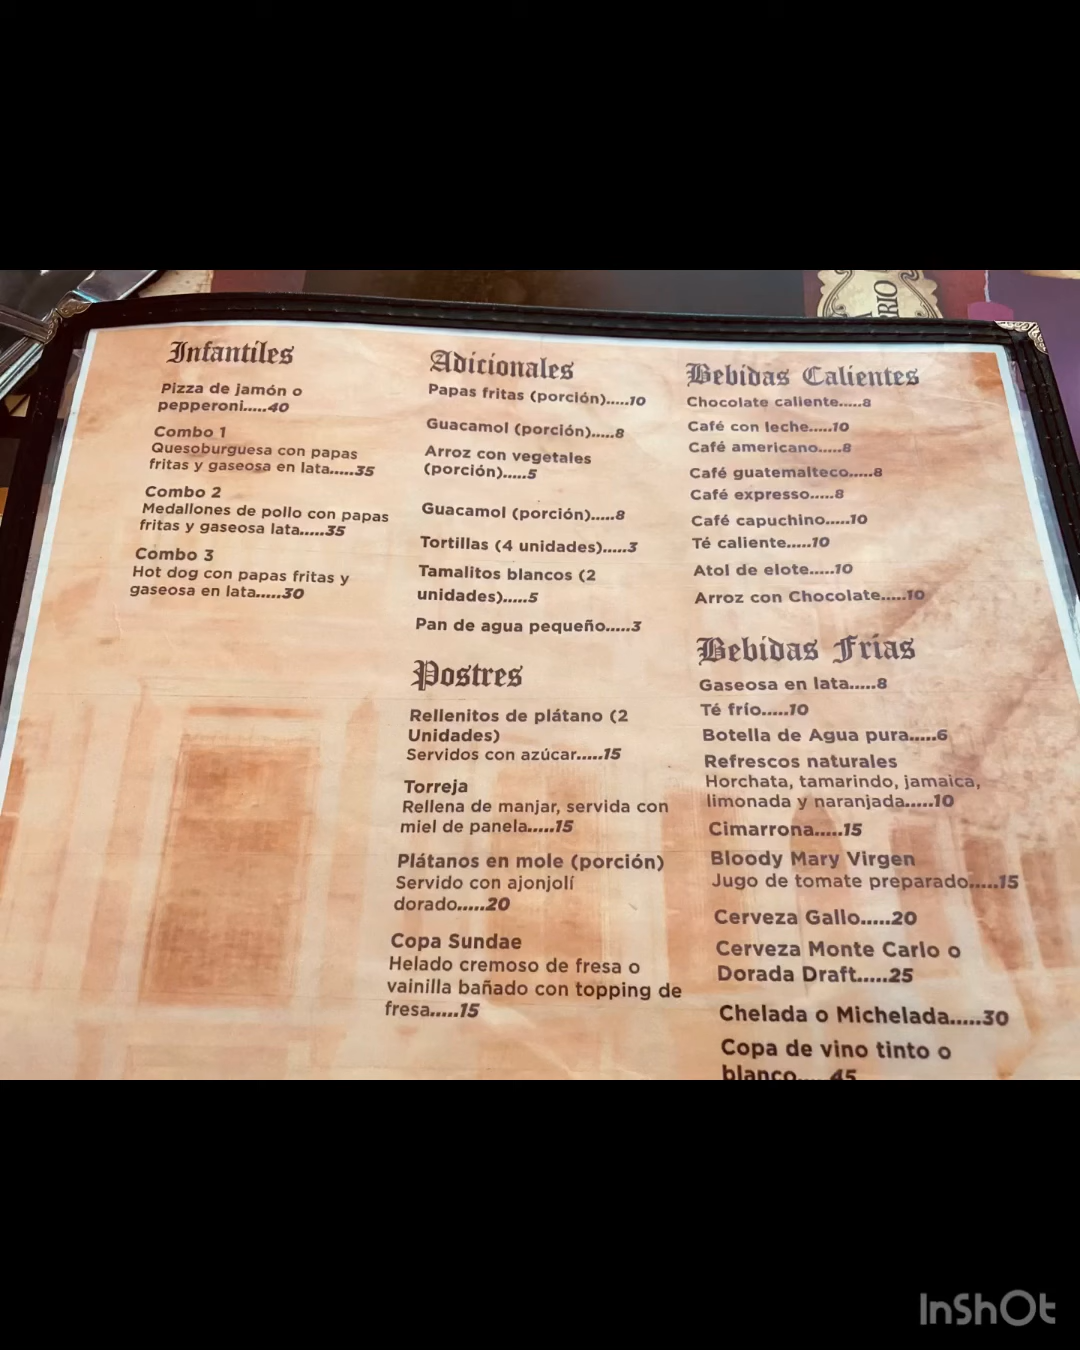 RRIO
Infantiles
Pizza de jamón o
pepperoni.....40
Combo 1
Quesoburguesa con papas
fritas y gaseosa en lata.....35
Combo 2
Medallones de pollo con papas
fritas y gaseosa lata.....35
Combo 3
Hot dog con papas fritas y
gaseosa en lata.....30
Adicionales
Papas fritas (porción).....10
Guacamol (porción).....8
Arroz con vegetales
(porción).....5
Guacamol (porción).....8
Tortillas (4 unidades).....3
Tamalitos blancos (2
unidades).....5
Pan de agua pequeño.....3
Postres
Rellenitos de plátano (2
Unidades)
Servidos con azúcar.....15
Torreja
Rellena de manjar, servida con
miel de panela.....15
Plátanos en mole (porción)
Servido con ajonjolí
dorado.....20
Copa Sundae
Helado cremoso de fresa o
vainilla bañado con topping de
fresa.....15
Bebidas Calientes
Chocolate caliente.....8
Café con leche.....10
Café americano.....8
Café guatemalteco.....8
Café expresso.....8
Café capuchino.....10
Té caliente.....10
Atol de elote.....10
Arroz con Chocolate.....10
Bebidas Frias
Gaseosa en lata.....8
Té frío.....10
Botella de Agua pura.....6
Refrescos naturales
Horchata, tamarindo, jamaica,
limonada y naranjada.....10
Cimarrona.....15
Bloody Mary Virgen
Jugo de tomate preparado.....15
Cerveza Gallo.....20
Cerveza Monte Carlo o
Dorada Draft.....25
Chelada o Michelada.....30
Copa de vino tinto o
blanco.....45
InShOt